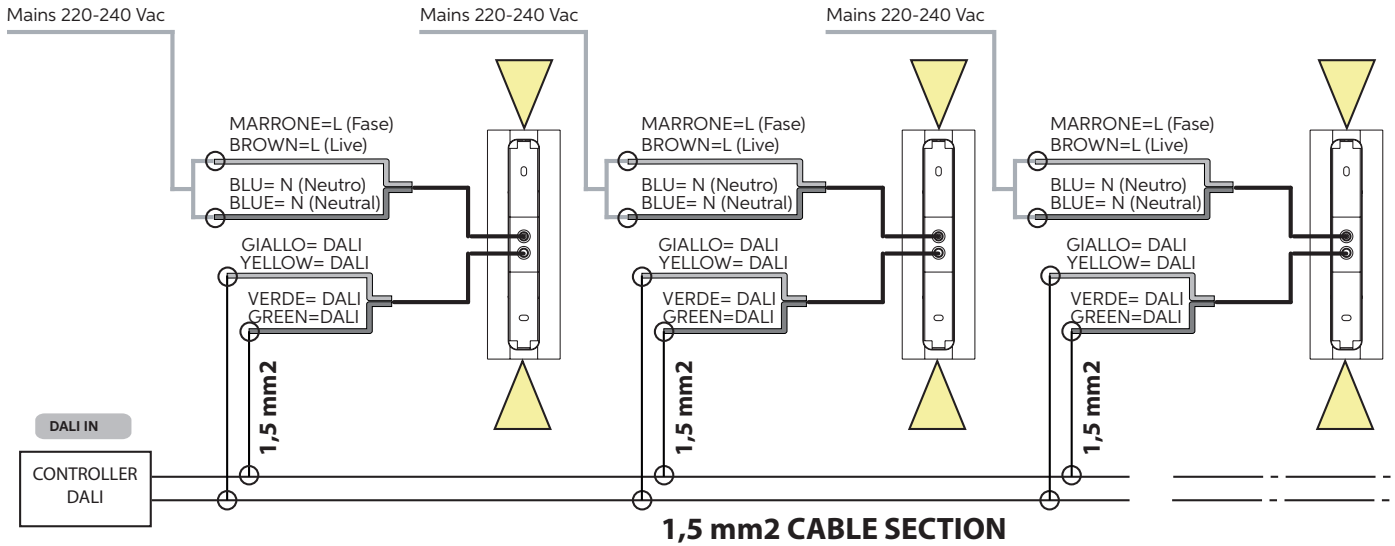 Mains 220-240 Vac
MARRONE=L (Fase)
BROWN=L (Live)
BLU= N (Neutro)
BLUE= N (Neutral)
GIALLO= DALI
YELLOW= DALI
VERDE= DALI
GREEN=DALI
1,5 mm2
Mains 220-240 Vac
MARRONE=L (Fase)
BROWN=L (Live)
BLU= N (Neutro)
BLUE= N (Neutral)
GIALLO= DALI
YELLOW= DALI
VERDE= DALI
GREEN=DALI
1,5 mm2
Mains 220-240 Vac
MARRONE=L (Fase)
BROWN=L (Live)
BLU= N (Neutro)
BLUE= N (Neutral)
GIALLO= DALI
YELLOW= DALI
VERDE= DALI
GREEN=DALI
1,5 mm2
DALI IN
CONTROLLER
DALI
1,5 mm2 CABLE SECTION